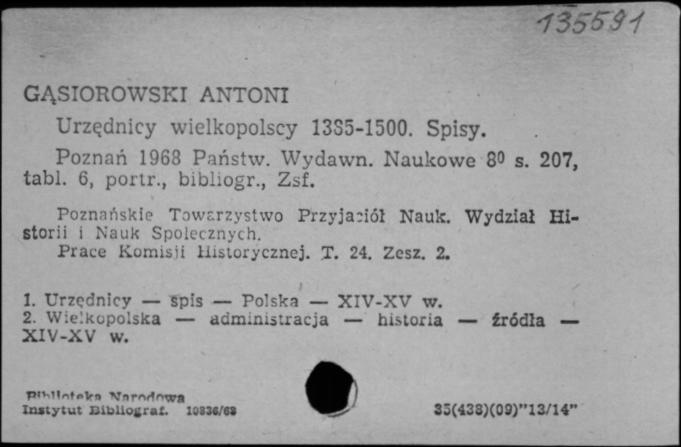 135591
GĄSIOROWSKI ANTONI
Urzędnicy wielkopolscy 1385-1500. Spisy.
Poznań 1968 Państw. Wydawn. Naukowe 8⁰ s. 207,
tabl. 6, portr., bibliogr., Zsf.
Poznańskie Towarzystwo Przyjaciół Nauk. Wydział Hi-
storii i Nauk Społecznych.
Prace Komisji Historycznej. T. 24. Zesz. 2.
1. Urzędnicy — spis — Polska — XIV-XV w.
2. Wielkopolska — administracja — historia — źródła —
XIV-XV w.
Biblioteka Narodowa
Instytut Bibliograf. 10836/68
35(438)(09)"13/14"